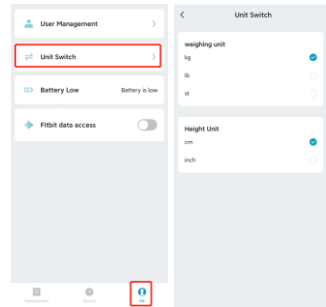 User Management
Unit Switch
Battery Low
Battery is low
Fitbit data access
Me
Unit Switch
weighing unit
kg
lb
st
Height Unit
cm
inch